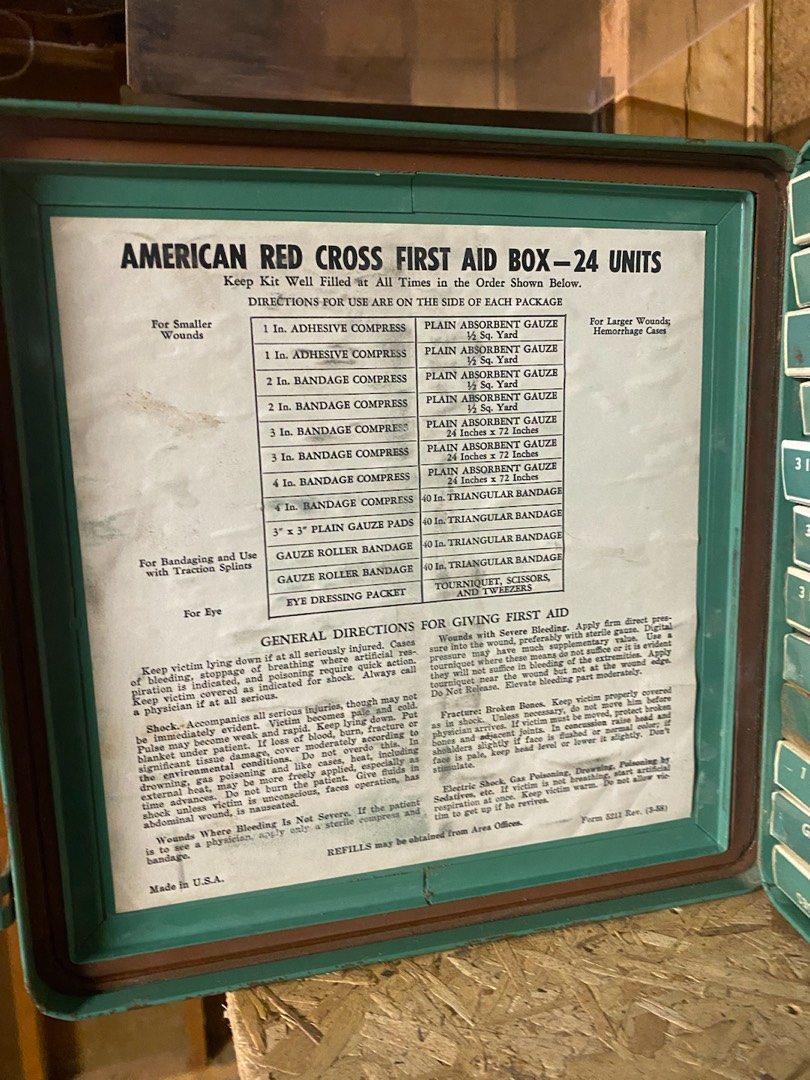 AMERICAN RED CROSS FIRST AID BOX—24 UNITS
Keep Kit Well Filled at All Times in the Order Shown Below.
DIRECTIONS FOR USE ARE ON THE SIDE OF EACH PACKAGE
For Smaller
Wounds
For Larger Wounds;
Hemorrhage Cases
1 In. ADHESIVE COMPRESS
PLAIN ABSORBENT GAUZE
½ Sq. Yard
1 In. ADHESIVE COMPRESS
PLAIN ABSORBENT GAUZE
½ Sq. Yard
2 In. BANDAGE COMPRESS
PLAIN ABSORBENT GAUZE
½ Sq. Yard
2 In. BANDAGE COMPRESS
PLAIN ABSORBENT GAUZE
½ Sq. Yard
3 In. BANDAGE COMPRESS
PLAIN ABSORBENT GAUZE
24 Inches x 72 Inches
3 In. BANDAGE COMPRESS
PLAIN ABSORBENT GAUZE
24 Inches x 72 Inches
4 In. BANDAGE COMPRESS
PLAIN ABSORBENT GAUZE
24 Inches x 72 Inches
4 In. BANDAGE COMPRESS
40 In. TRIANGULAR BANDAGE
3" x 3" PLAIN GAUZE PADS
40 In. TRIANGULAR BANDAGE
For Bandaging and Use
with Traction Splints
GAUZE ROLLER BANDAGE
40 In. TRIANGULAR BANDAGE
GAUZE ROLLER BANDAGE
40 In. TRIANGULAR BANDAGE
For Eye
EYE DRESSING PACKET
TOURNIQUET, SCISSORS,
AND TWEEZERS
GENERAL DIRECTIONS FOR GIVING FIRST AID
Keep victim lying down if at all seriously injured. Cases
of bleeding, stoppage of breathing where artificial res-
piration is indicated, and poisoning require quick action.
Keep victim covered as indicated for shock. Always call
a physician if at all serious.
Shock. Accompanies all serious injuries, though may not
be immediately evident. Victim becomes pale and cold.
Pulse may become weak and rapid. Keep lying down. Put
blanket under patient. If loss of blood, burn, fracture or
significant tissue damage, cover moderately according to
the environmental conditions. Do not overdo this. In
drowning, gas poisoning and like cases, heat, including
external heat, may be more freely applied, especially as
time advances. Do not burn the patient. Give fluids in
shock unless victim is unconscious, faces operation, has
abdominal wound, is nauseated.
Wounds Where Bleeding Is Not Severe. If the patient
is to see a physician, apply only a sterile compress and
bandage.
Wounds with Severe Bleeding. Apply firm direct pres-
sure into the wound, preferably with sterile gauze. Digital
pressure may have much supplementary value. Use a
tourniquet where these means do not suffice or it is evident
they will not suffice in bleeding of the extremities. Apply
tourniquet near the wound but not at the wound edge.
Do Not Release. Elevate bleeding part moderately.
Fracture: Broken Bones. Keep victim properly covered
as in shock. Unless necessary, do not move him before
physician arrives. If victim must be moved, protect broken
bones and adjacent joints. In concussion raise head and
shoulders slightly if face is flushed or normal color; if
face is pale, keep head level or lower it slightly. Don't
stimulate.
Electric Shock, Gas Poisoning, Drowning, Poisoning by
Sedatives, etc. If victim is not breathing, start artificial
respiration at once. Keep victim warm. Do not allow vic-
tim to get up if he revives.
REFILLS may be obtained from Area Offices.
Form 5211 Rev. (3-58)
Made in U.S.A.